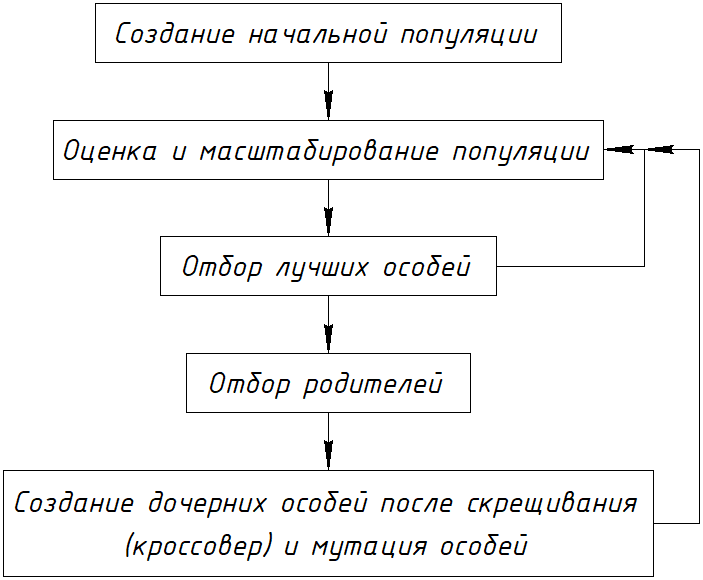 Создание начальной популяции
Оценка и масштабирование популяции
Отбор лучших особей
Отбор родителей
Создание дочерних особей после скрещивания
(кроссовер) и мутация особей